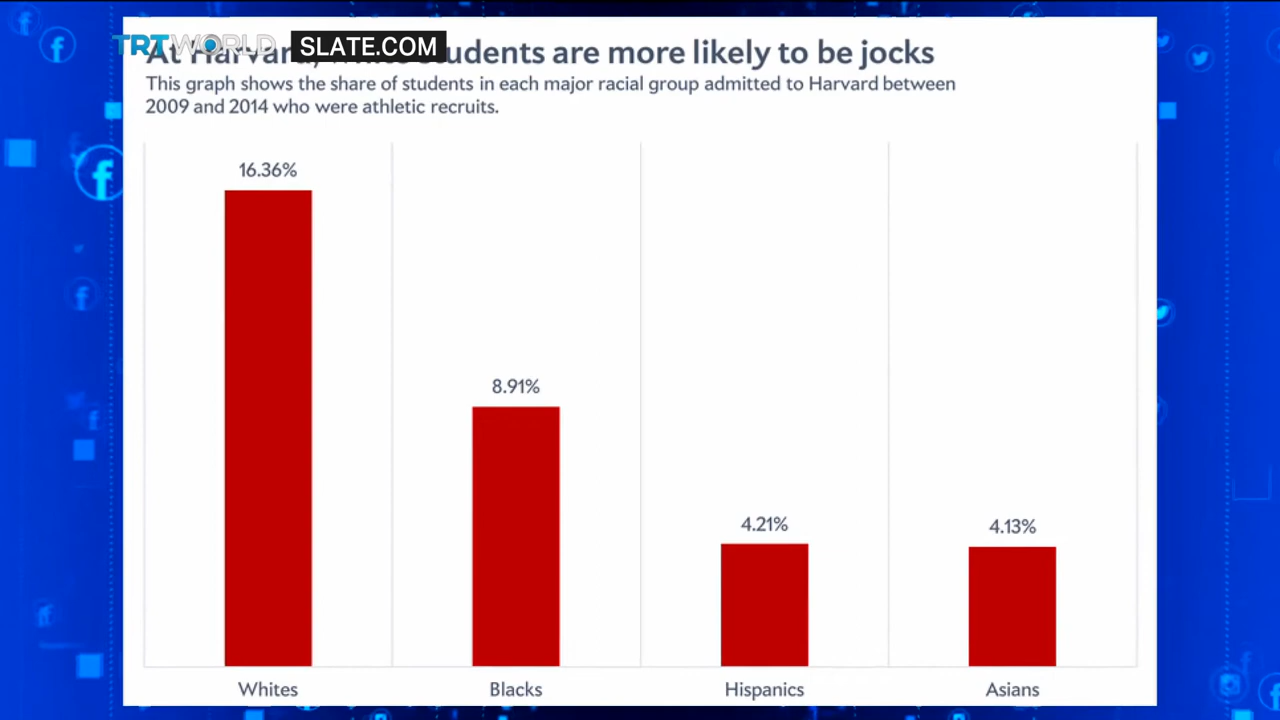 TRT WORLD
SLATE.COM
At Harvard, students are more likely to be jocks
This graph shows the share of students in each major racial group admitted to Harvard between
2009 and 2014 who were athletic recruits.
16.36%
8.91%
4.21%
4.13%
Whites
Blacks
Hispanics
Asians